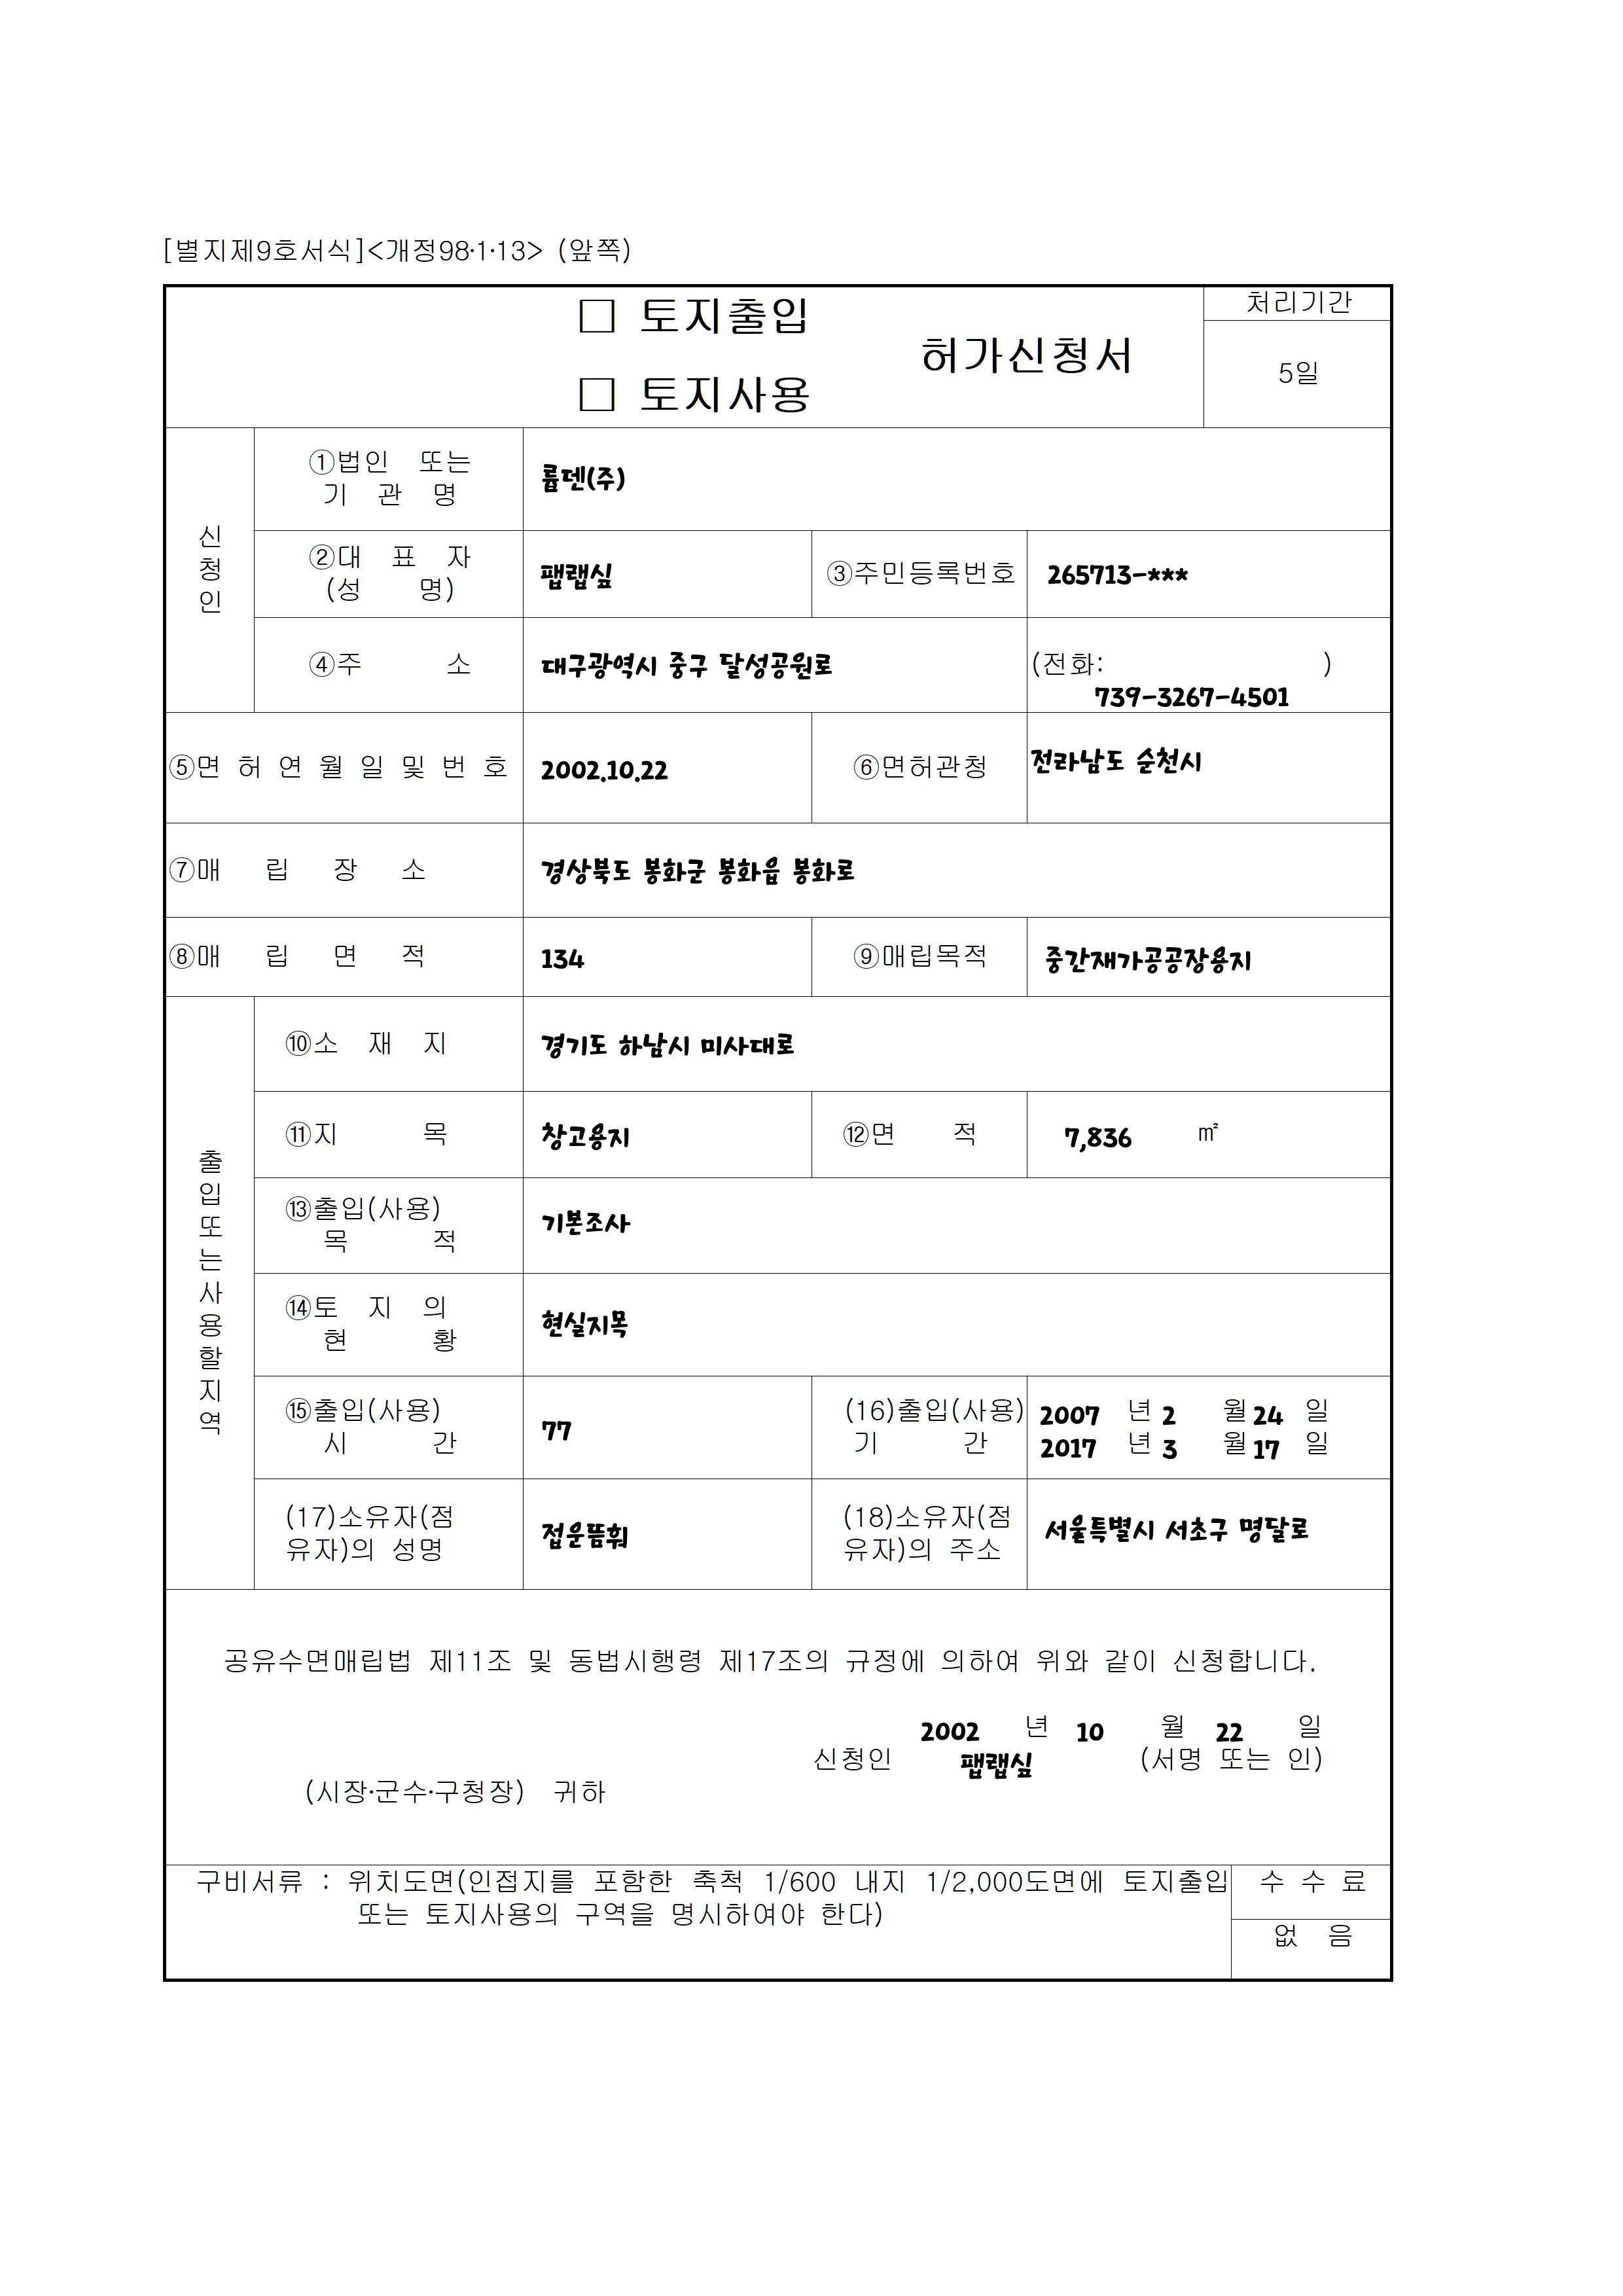 [별지제9호서식]<개정98·1·13> (앞쪽)
□ 토지출입
□ 토지사용
허가신청서
처리기간
5일
신청인
①법인 또는 기 관 명
륨덴(주)
②대 표 자 (성 명)
팹랩싶
③주민등록번호
265713-***
④주 소
대구광역시 중구 달성공원로
(전화: )
739-3267-4501
⑤면 허 연 월 일 및 번 호
2002.10.22
⑥면허관청
전라남도 순천시
⑦매 립 장 소
경상북도 봉화군 봉화읍 봉화로
⑧매 립 면 적
134
⑨매립목적
중간재가공공장용지
출입또는사용할지역
⑩소 재 지
경기도 하남시 미사대로
⑪지 목
창고용지
⑫면 적
7,836 ㎡
⑬출입(사용) 목 적
기본조사
⑭토 지 의 현 황
현실지목
⑮출입(사용) 시 간
77
(16)출입(사용) 기 간
2007 년 2 월 24 일
2017 년 3 월 17 일
(17)소유자(점유자)의 성명
접운뜸훠
(18)소유자(점유자)의 주소
서울특별시 서초구 명달로
공유수면매립법 제11조 및 동법시행령 제17조의 규정에 의하여 위와 같이 신청합니다.
2002 년 10 월 22 일
신청인 팹랩싶 (서명 또는 인)
(시장·군수·구청장) 귀하
구비서류 : 위치도면(인접지를 포함한 축척 1/600 내지 1/2,000도면에 토지출입
또는 토지사용의 구역을 명시하여야 한다)
수 수 료
없 음